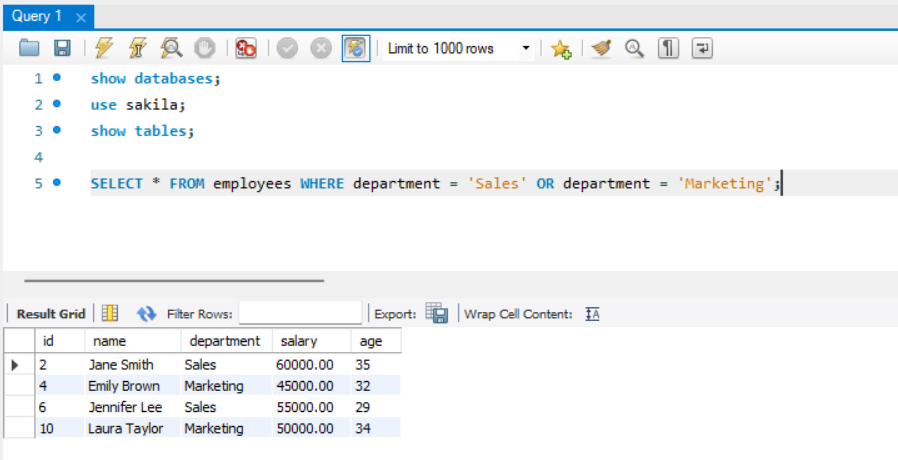 Query 1
Limit to 1000 rows
1 show databases;
2 use sakila;
3 show tables;
4
5 SELECT * FROM employees WHERE department = 'Sales' OR department = 'Marketing';
Result Grid Filter Rows: Export: Wrap Cell Content:
id name department salary age
2 Jane Smith Sales 60000.00 35
4 Emily Brown Marketing 45000.00 32
6 Jennifer Lee Sales 55000.00 29
10 Laura Taylor Marketing 50000.00 34